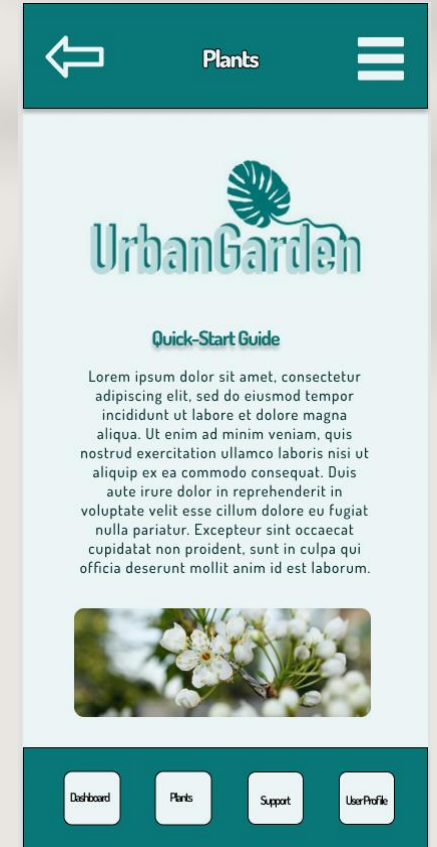 Plants
UrbanGarden
Quick-Start Guide
Lorem ipsum dolor sit amet, consectetur
adipiscing elit, sed do eiusmod tempor
incididunt ut labore et dolore magna
aliqua. Ut enim ad minim veniam, quis
nostrud exercitation ullamco laboris nisi ut
aliquip ex ea commodo consequat. Duis
aute irure dolor in reprehenderit in
voluptate velit esse cillum dolore eu fugiat
nulla pariatur. Excepteur sint occaecat
cupidatat non proident, sunt in culpa qui
officia deserunt mollit anim id est laborum.
Dashboard Plants Support User Profile